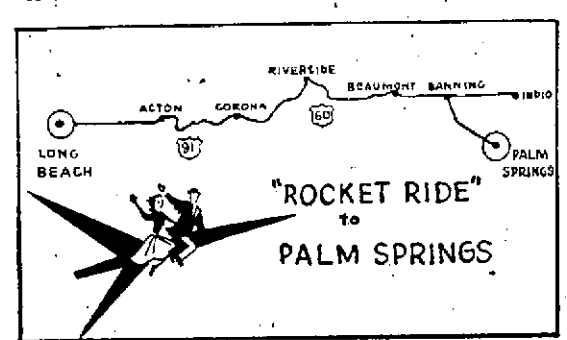 RIVERSIDE
BEAUMONT BANNING
INDIO
ACTON CORONA
60
91
LONG
BEACH
PALM
SPRINGS
"ROCKET RIDE"
to
PALM SPRINGS